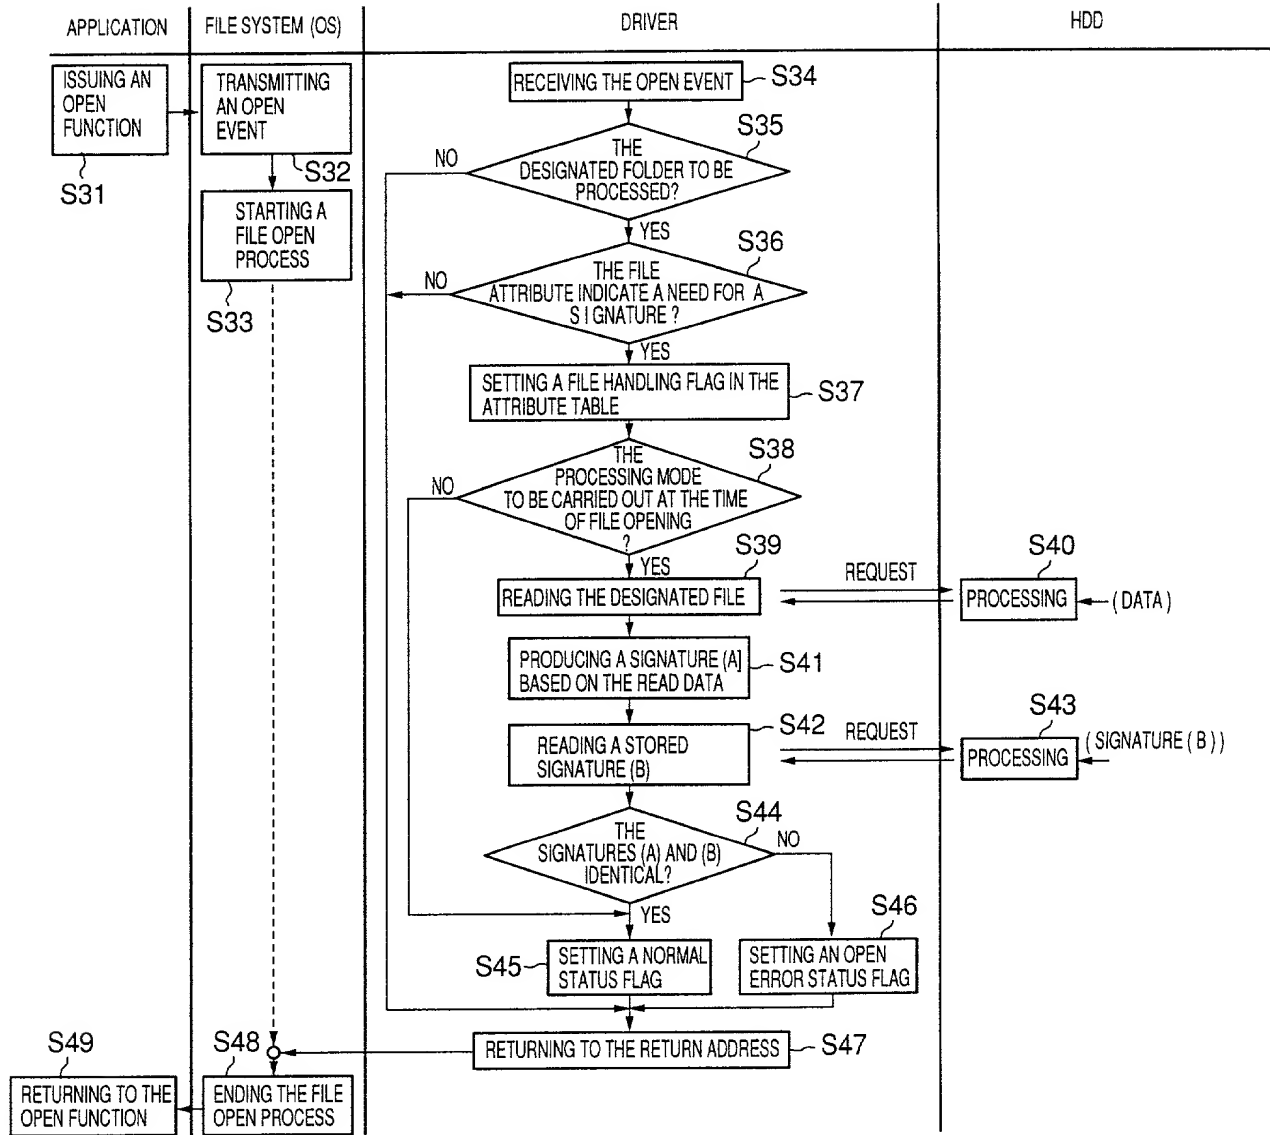 APPLICATION
FILE SYSTEM (OS)
DRIVER
HDD
ISSUING AN
OPEN
FUNCTION
S31
TRANSMITTING
AN OPEN
EVENT
S32
STARTING A
FILE OPEN
PROCESS
S33
RECEIVING THE OPEN EVENT
S34
S35
THE
DESIGNATED FOLDER TO BE
PROCESSED?
NO
YES
S36
THE FILE
ATTRIBUTE INDICATE A NEED FOR A
SIGNATURE ?
NO
YES
SETTING A FILE HANDLING FLAG IN THE
ATTRIBUTE TABLE
S37
S38
THE
PROCESSING MODE
TO BE CARRIED OUT AT THE TIME
OF FILE OPENING
?
NO
YES
S39
READING THE DESIGNATED FILE
REQUEST
S40
PROCESSING
(DATA)
PRODUCING A SIGNATURE (A]
BASED ON THE READ DATA
S41
S42
READING A STORED
SIGNATURE (B)
REQUEST
S43
PROCESSING
(SIGNATURE (B))
S44
THE
SIGNATURES (A) AND (B)
IDENTICAL?
NO
YES
S45
SETTING A NORMAL
STATUS FLAG
S46
SETTING AN OPEN
ERROR STATUS FLAG
RETURNING TO THE RETURN ADDRESS
S47
S48
ENDING THE FILE
OPEN PROCESS
S49
RETURNING TO THE
OPEN FUNCTION